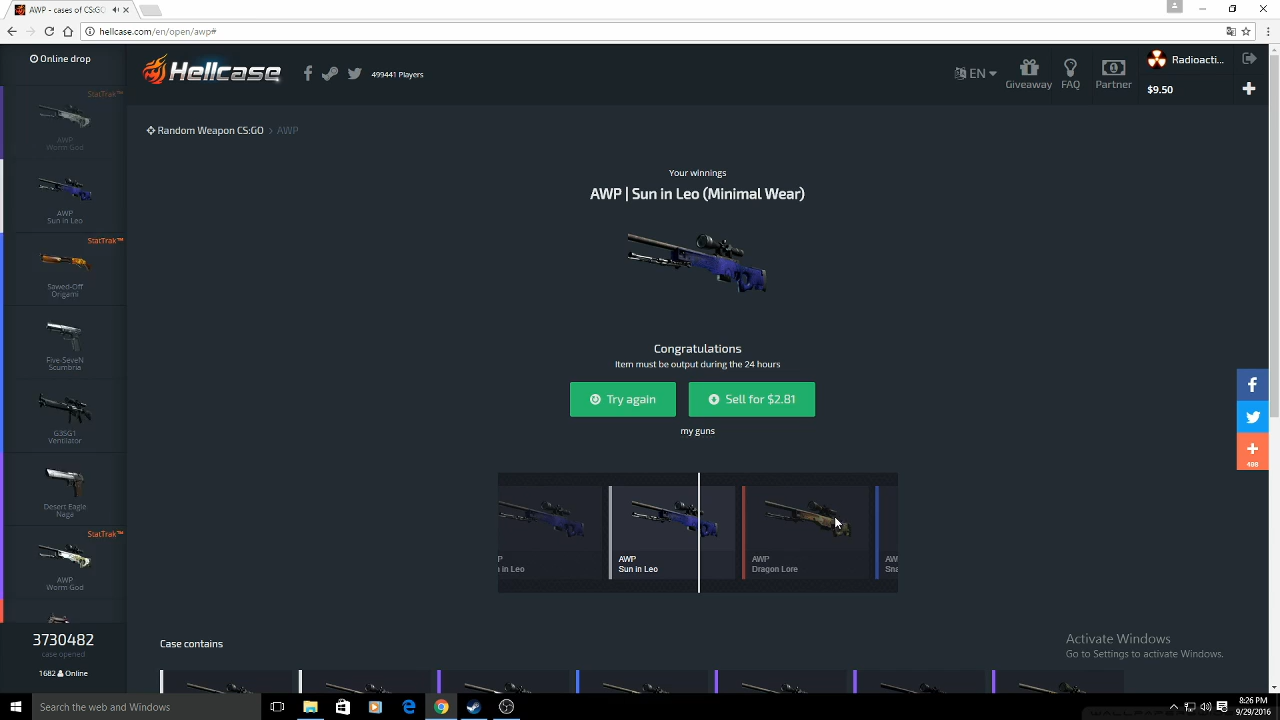 AWP - cases of CS:GO
hellcase.com/en/open/awp#
Online drop
Hellcase
499441 Players
EN
Giveaway
FAQ
Partner
Radioacti...
$9.50
StatTrak™
AWP
Worm God
AWP
Sun in Leo
StatTrak™
Sawed-Off
Origami
Five-SeveN
Scumbria
G3SG1
Ventilator
Desert Eagle
Naga
StatTrak™
AWP
Worm God
3730482
case opened
1682 Online
Random Weapon CS:GO > AWP
Your winnings
AWP | Sun in Leo (Minimal Wear)
Congratulations
Item must be output during the 24 hours
Try again
Sell for $2.81
my guns
P
n in Leo
AWP
Sun in Leo
AWP
Dragon Lore
AW
Sna
Case contains
488
Activate Windows
Go to Settings to activate Windows.
Search the web and Windows
8:26 PM
9/29/2016